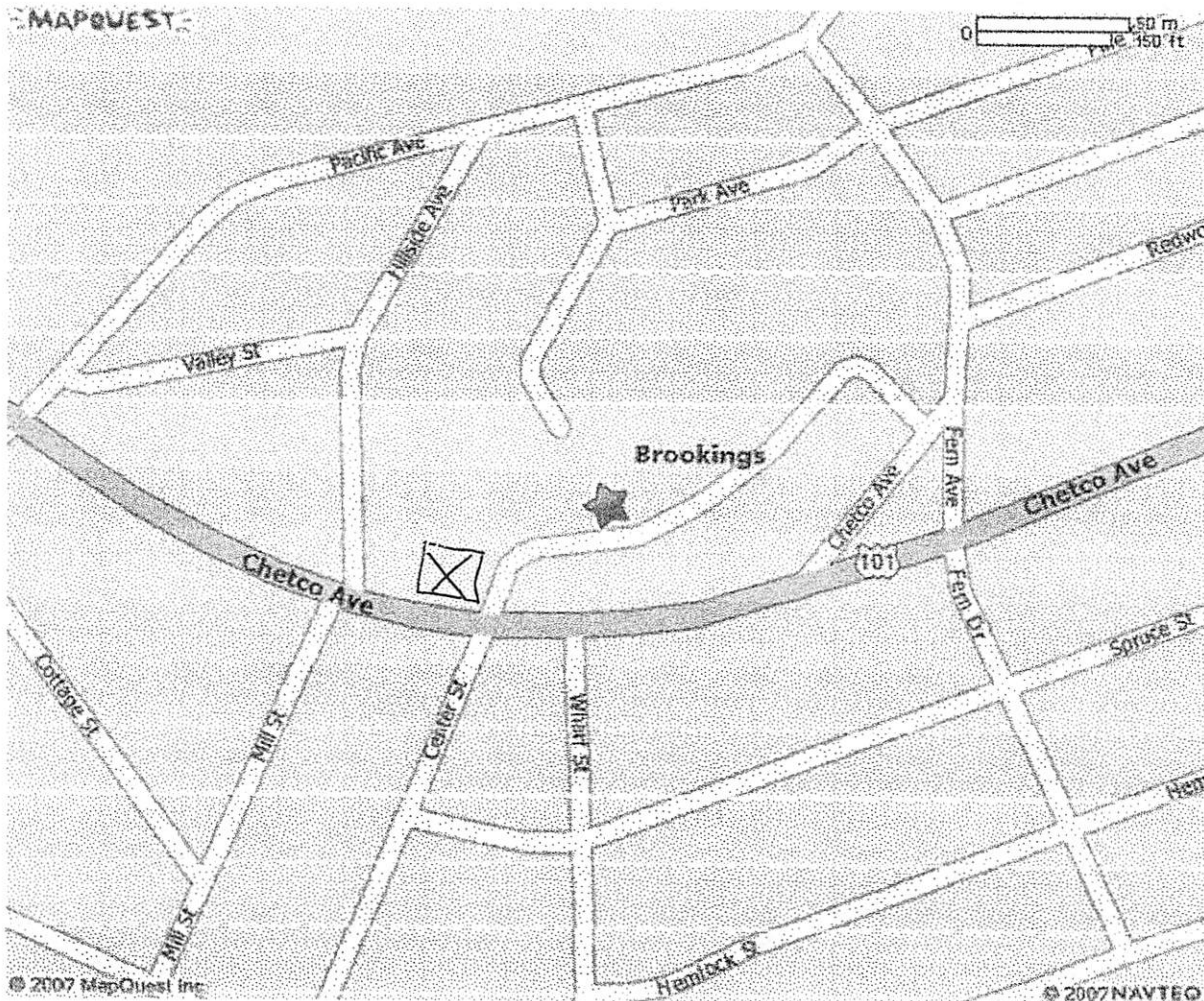 MAPQUEST
0 50 m
150 ft
Pacific Ave
Hillside Ave
Park Ave
Redwo
Valley St
Brookings
Fern Ave
Chetco Ave
Chetco Ave
101
Chetco Ave
Fern Dr
Spruce St
Cottage St
Mill St
Center St
Wharf St
Hem
Mill St
Hemlock St
© 2007 MapQuest Inc
© 2007 NAVTEQ